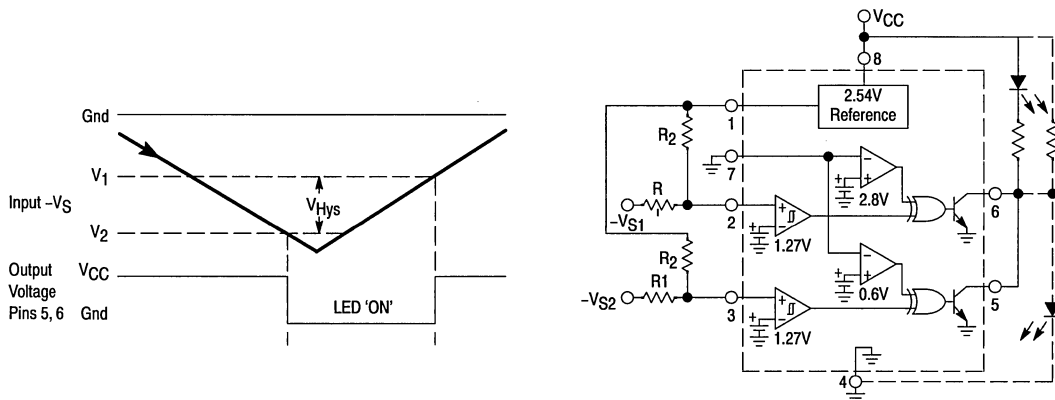 Gnd
V1
Input –VS
VHys
V2
Output
Voltage
Pins 5, 6
VCC
Gnd
LED ‘ON’
VCC
8
2.54V
Reference
1
R2
7
2.8V
6
R
–VS1
2
1.27V
R2
0.6V
R1
–VS2
3
1.27V
5
4